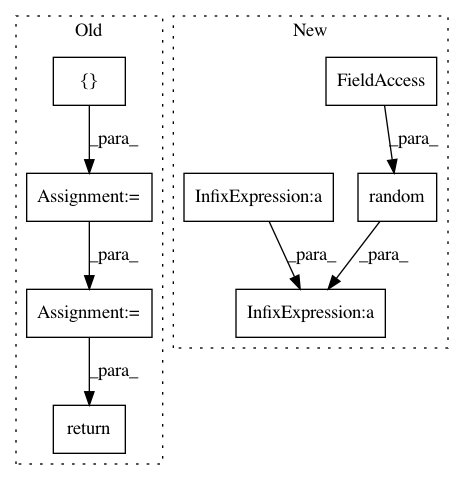 Old
New
{}
FieldAccess
_para_
_para_
Assignment:=
InfixExpression:a
random
_para_
_para_
_para_
Assignment:=
InfixExpression:a
_para_
return